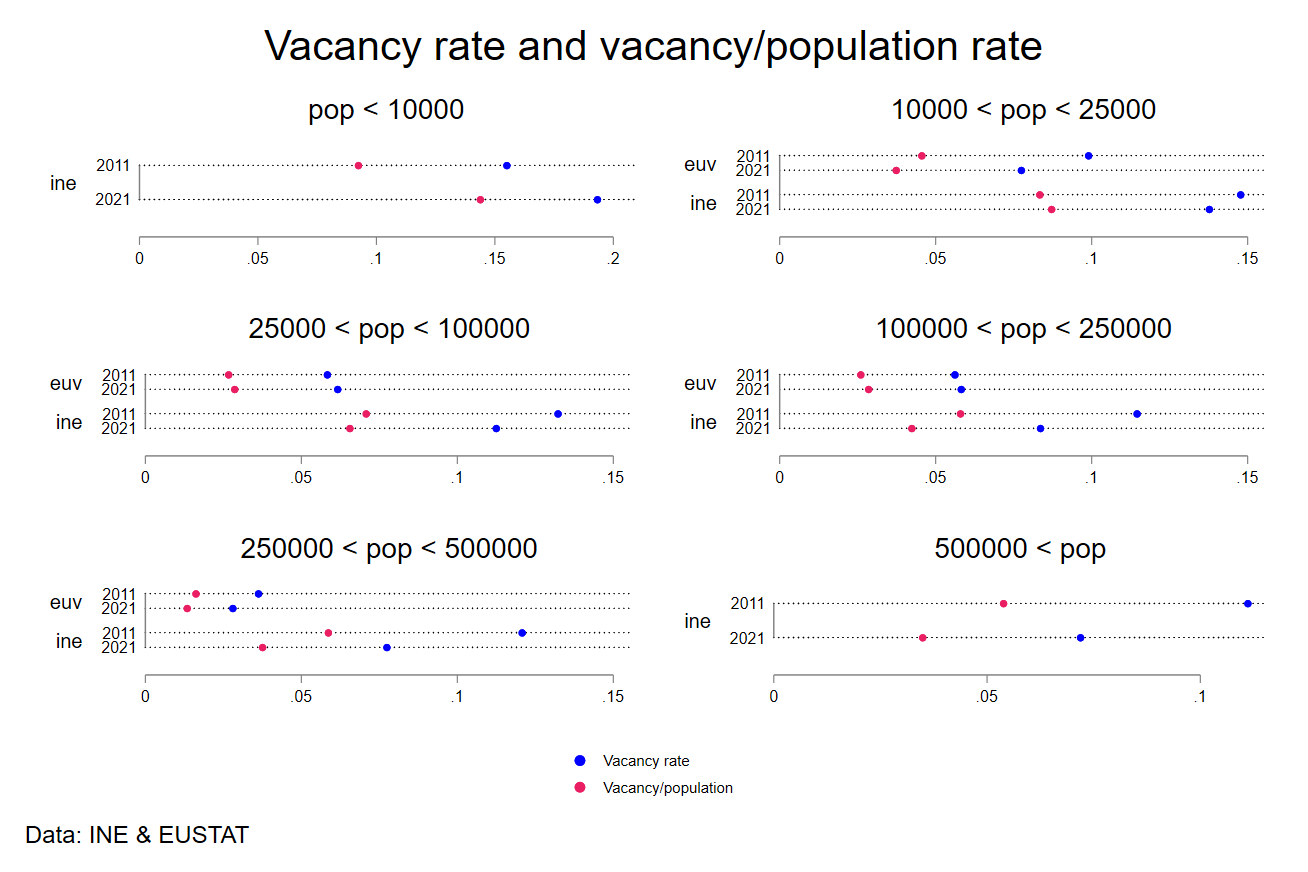 Vacancy rate and vacancy/population rate
pop < 10000
ine
2011
2021
0 .05 .1 .15 .2
10000 < pop < 25000
euv
2011
2021
ine
2011
2021
0 .05 .1 .15
25000 < pop < 100000
euv
2011
2021
ine
2011
2021
0 .05 .1 .15
100000 < pop < 250000
euv
2011
2021
ine
2011
2021
0 .05 .1 .15
250000 < pop < 500000
euv
2011
2021
ine
2011
2021
0 .05 .1 .15
500000 < pop
ine
2011
2021
0 .05 .1
Vacancy rate
Vacancy/population
Data: INE & EUSTAT